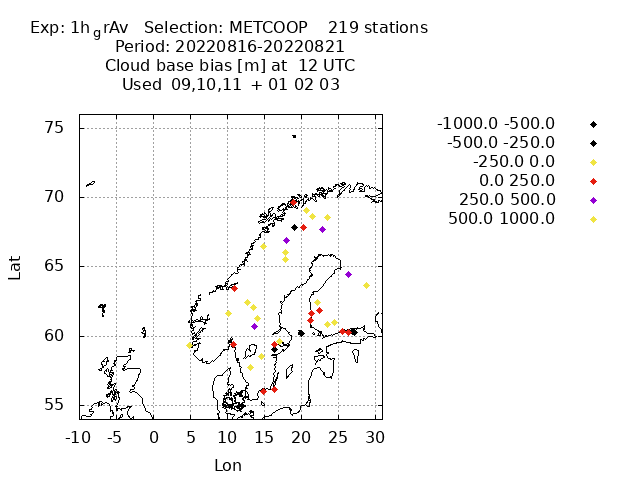 Exp: 1h_grAv   Selection: METCOOP    219 stations
Period: 20220816-20220821
Cloud base bias [m] at  12 UTC
Used  09,10,11  + 01 02 03
-1000.0 -500.0
-500.0 -250.0
-250.0 0.0
0.0 250.0
250.0 500.0
500.0 1000.0
75
70
65
60
55
Lat
-10 -5 0 5 10 15 20 25 30
Lon